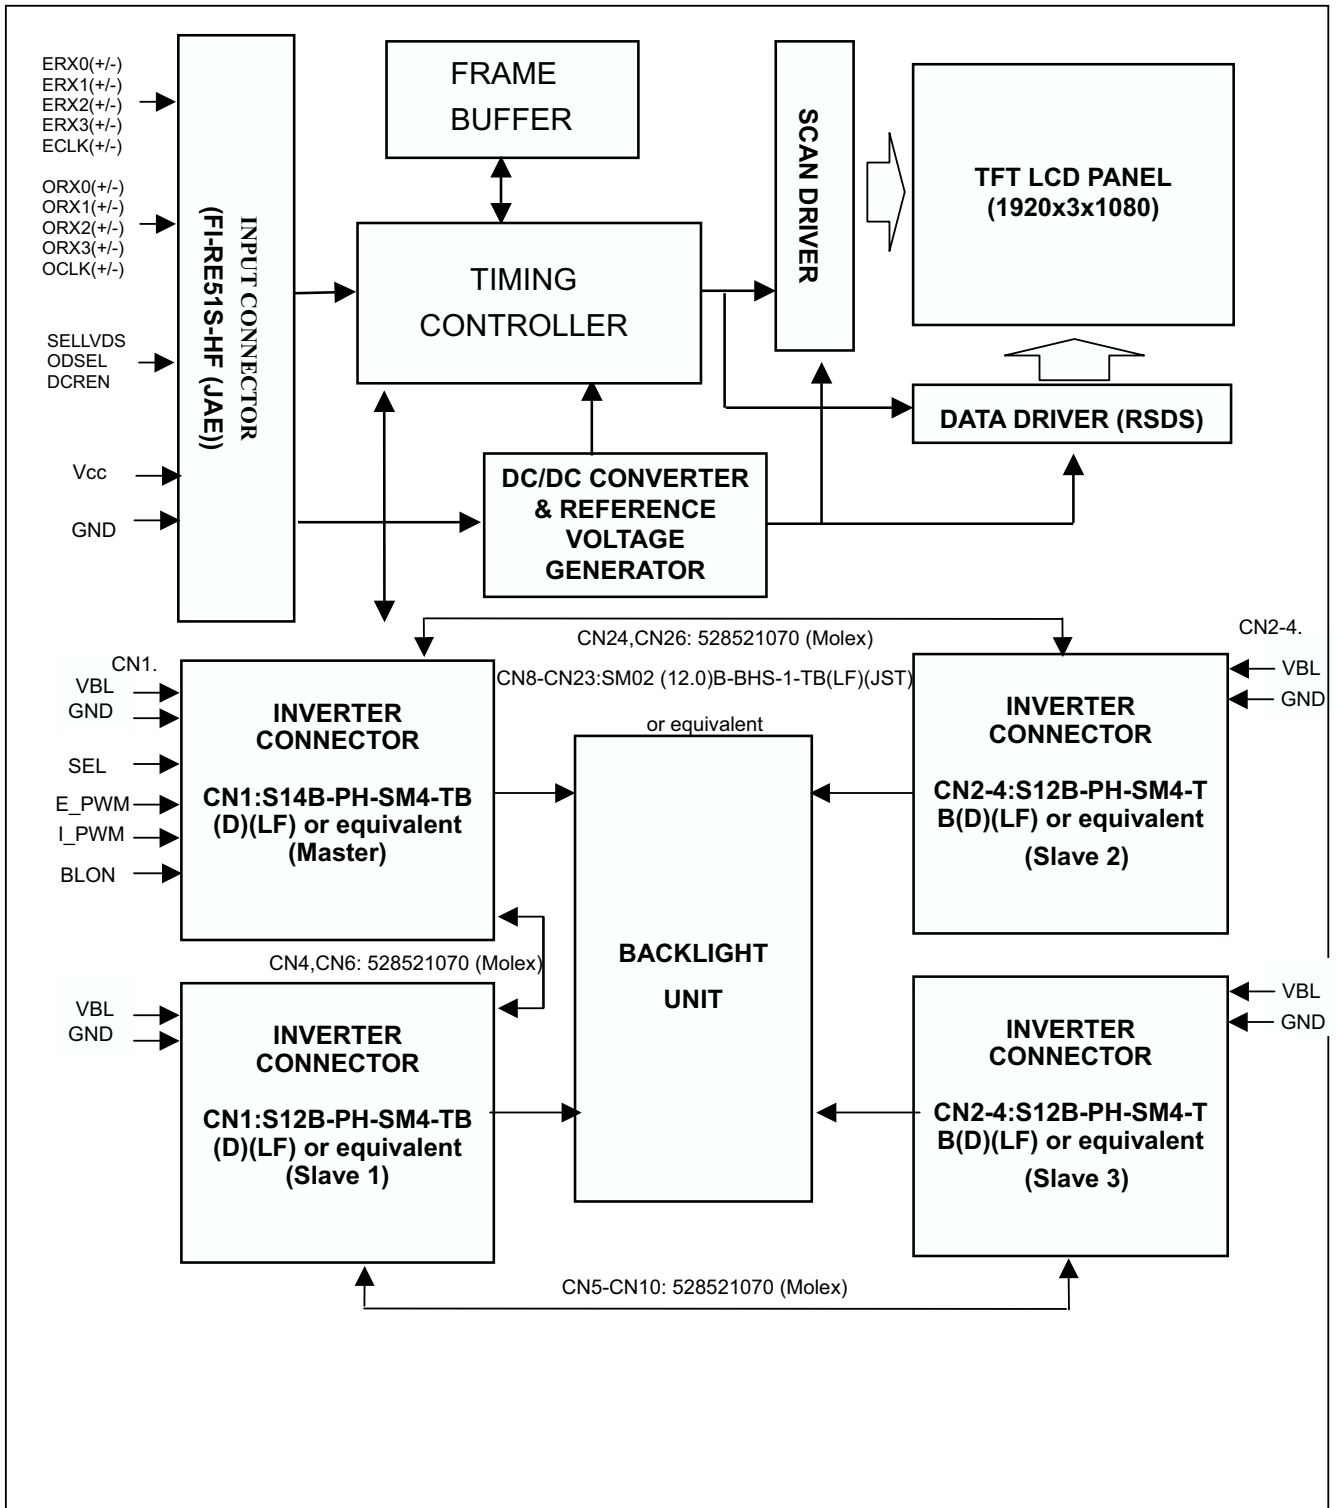 ERX0(+/-)
ERX1(+/-)
ERX2(+/-)
ERX3(+/-)
ECLK(+/-)
ORX0(+/-)
ORX1(+/-)
ORX2(+/-)
ORX3(+/-)
OCLK(+/-)
SELLVDS
ODSEL
DCREN
Vcc
GND
INPUT CONNECTOR
(FI-RE51S-HF (JAE))
FRAME
BUFFER
TIMING
CONTROLLER
SCAN DRIVER
TFT LCD PANEL
(1920x3x1080)
DATA DRIVER (RSDS)
DC/DC CONVERTER
& REFERENCE
VOLTAGE
GENERATOR
CN24,CN26: 528521070 (Molex)
CN8-CN23:SM02 (12.0)B-BHS-1-TB(LF)(JST)
or equivalent
CN1.
VBL
GND
SEL
E_PWM
I_PWM
BLON
INVERTER
CONNECTOR
CN1:S14B-PH-SM4-TB
(D)(LF) or equivalent
(Master)
CN2-4.
VBL
GND
INVERTER
CONNECTOR
CN2-4:S12B-PH-SM4-T
B(D)(LF) or equivalent
(Slave 2)
BACKLIGHT
UNIT
CN4,CN6: 528521070 (Molex)
VBL
GND
INVERTER
CONNECTOR
CN1:S12B-PH-SM4-TB
(D)(LF) or equivalent
(Slave 1)
VBL
GND
INVERTER
CONNECTOR
CN2-4:S12B-PH-SM4-T
B(D)(LF) or equivalent
(Slave 3)
CN5-CN10: 528521070 (Molex)